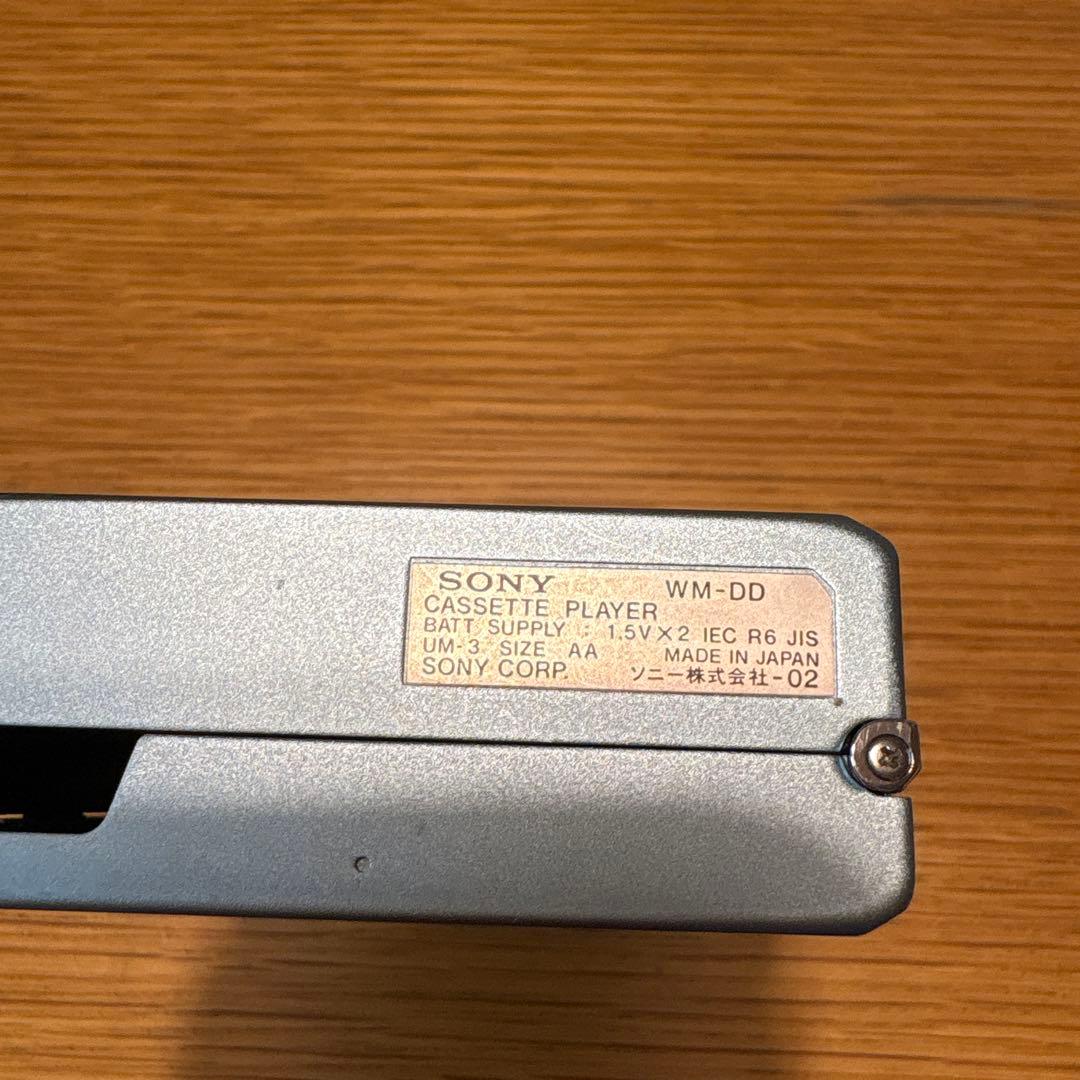 SONY WM-DD
CASSETTE PLAYER
BATT SUPPLY : 1.5V×2 IEC R6 JIS
UM-3 SIZE AA MADE IN JAPAN
SONY CORP. ソニー株式会社-02